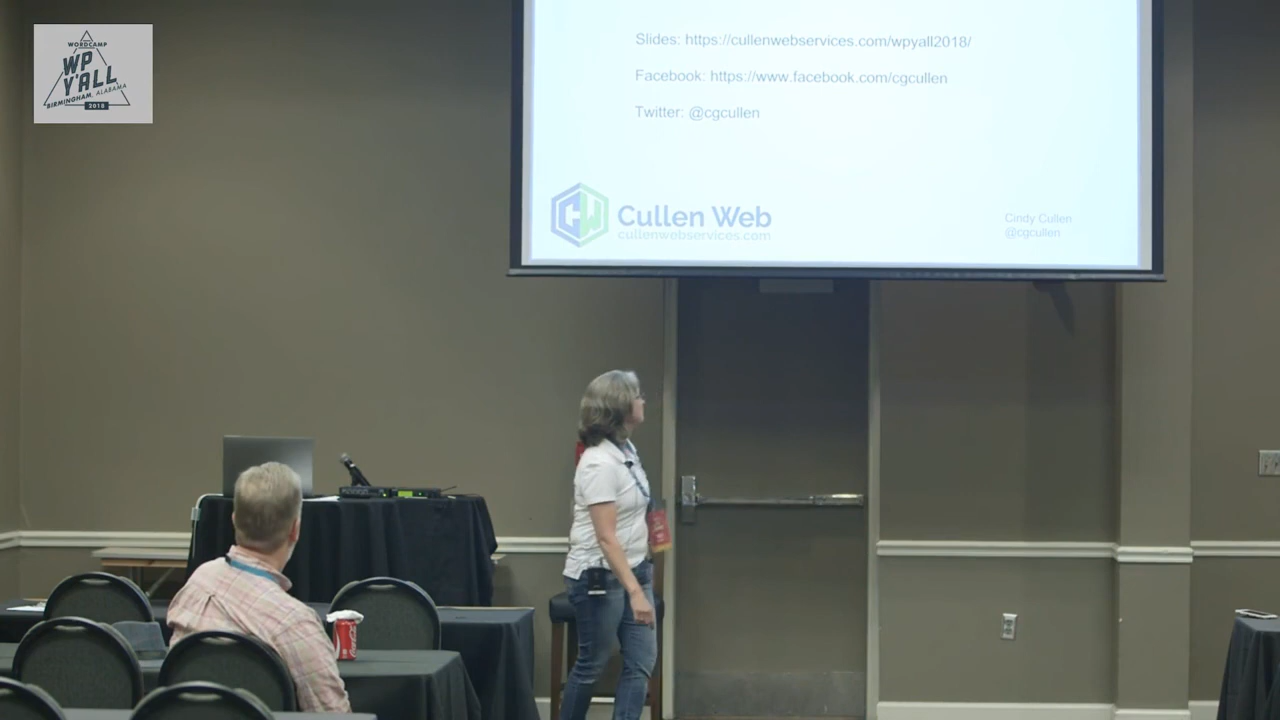 WORDCAMP
WP
Y'ALL
BIRMINGHAM, ALABAMA
2018
Slides: https://cullenwebservices.com/wpyall2018/
Facebook: https://www.facebook.com/cgcullen
Twitter: @cgcullen
CW
Cullen Web
cullenwebservices.com
Cindy Cullen
@cgcullen